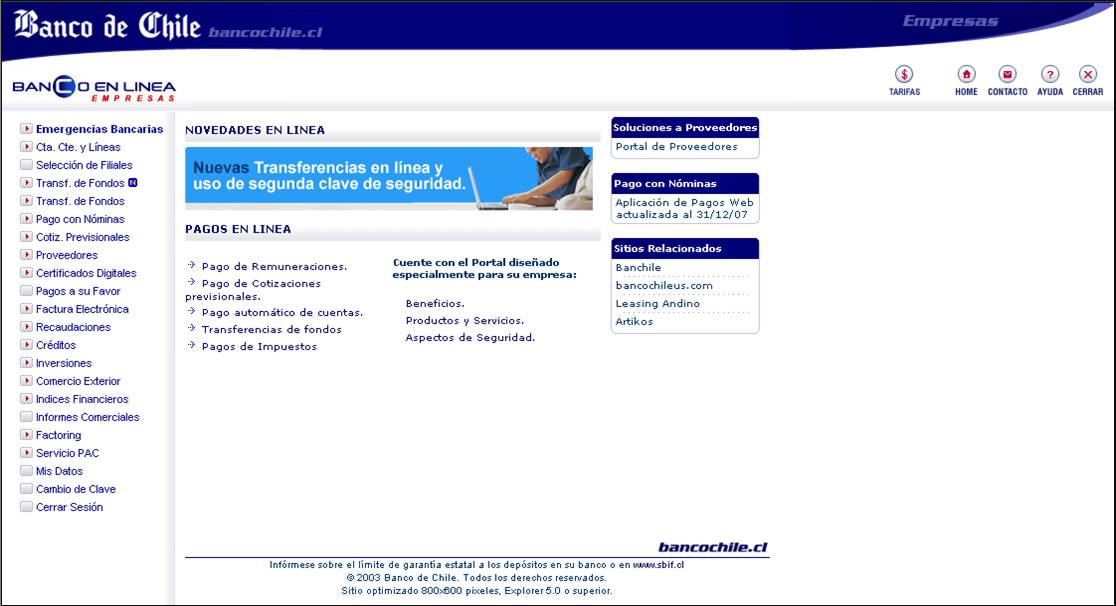 Banco de Chile bancochile.cl
Empresas
BANCO EN LINEA
EMPRESAS
$
?
TARIFAS
HOME
CONTACTO
AYUDA
CERRAR
Emergencias Bancarias
Cta. Cte. y Líneas
Selección de Filiales
Transf. de Fondos N
Transf. de Fondos
Pago con Nóminas
Cotiz. Previsionales
Proveedores
Certificados Digitales
Pagos a su Favor
Factura Electrónica
Recaudaciones
Créditos
Inversiones
Comercio Exterior
Indices Financieros
Informes Comerciales
Factoring
Servicio PAC
Mis Datos
Cambio de Clave
Cerrar Sesión
NOVEDADES EN LINEA
Nuevas Transferencias en línea y
uso de segunda clave de seguridad.
PAGOS EN LINEA
Pago de Remuneraciones.
Pago de Cotizaciones
previsionales.
Pago automático de cuentas.
Transferencias de fondos
Pagos de Impuestos
Cuente con el Portal diseñado
especialmente para su empresa:
Beneficios.
Productos y Servicios.
Aspectos de Seguridad.
Soluciones a Proveedores
Portal de Proveedores
Pago con Nóminas
Aplicación de Pagos Web
actualizada al 31/12/07
Sitios Relacionados
Banchile
bancochileus.com
Leasing Andino
Artikos
bancochile.cl
Infórmese sobre el límite de garantía estatal a los depósitos en su banco o en www.sbif.cl
© 2003 Banco de Chile. Todos los derechos reservados.
Sitio optimizado 800x600 pixeles, Explorer 5.0 o superior.